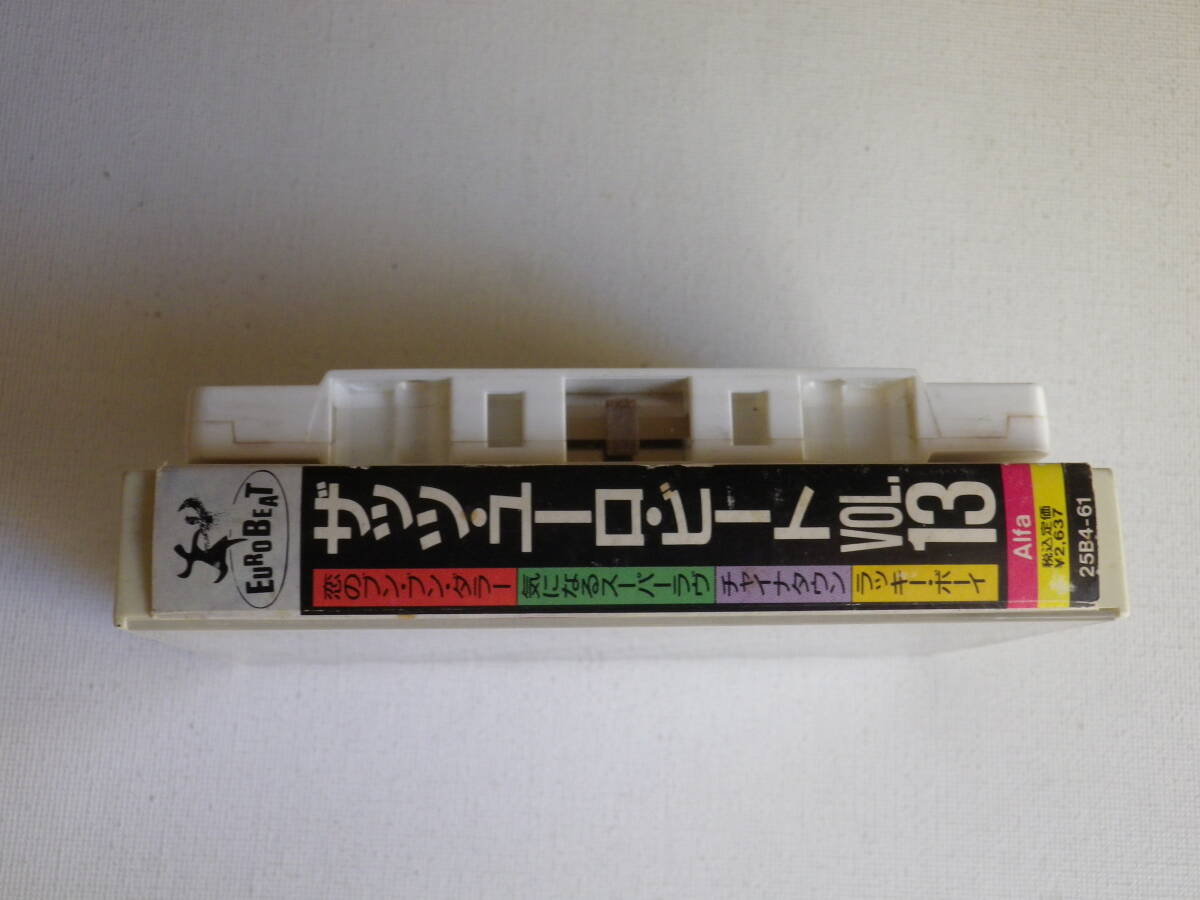 EUROBEAT
ザッツ・ユーロ・ビート
VOL.
13
恋のブン・ブン・ダラー
気になるスーパーラヴ
チャイナタウン
ラッキー・ボーイ
Alfa
税込定価
¥2,637
25B4-61